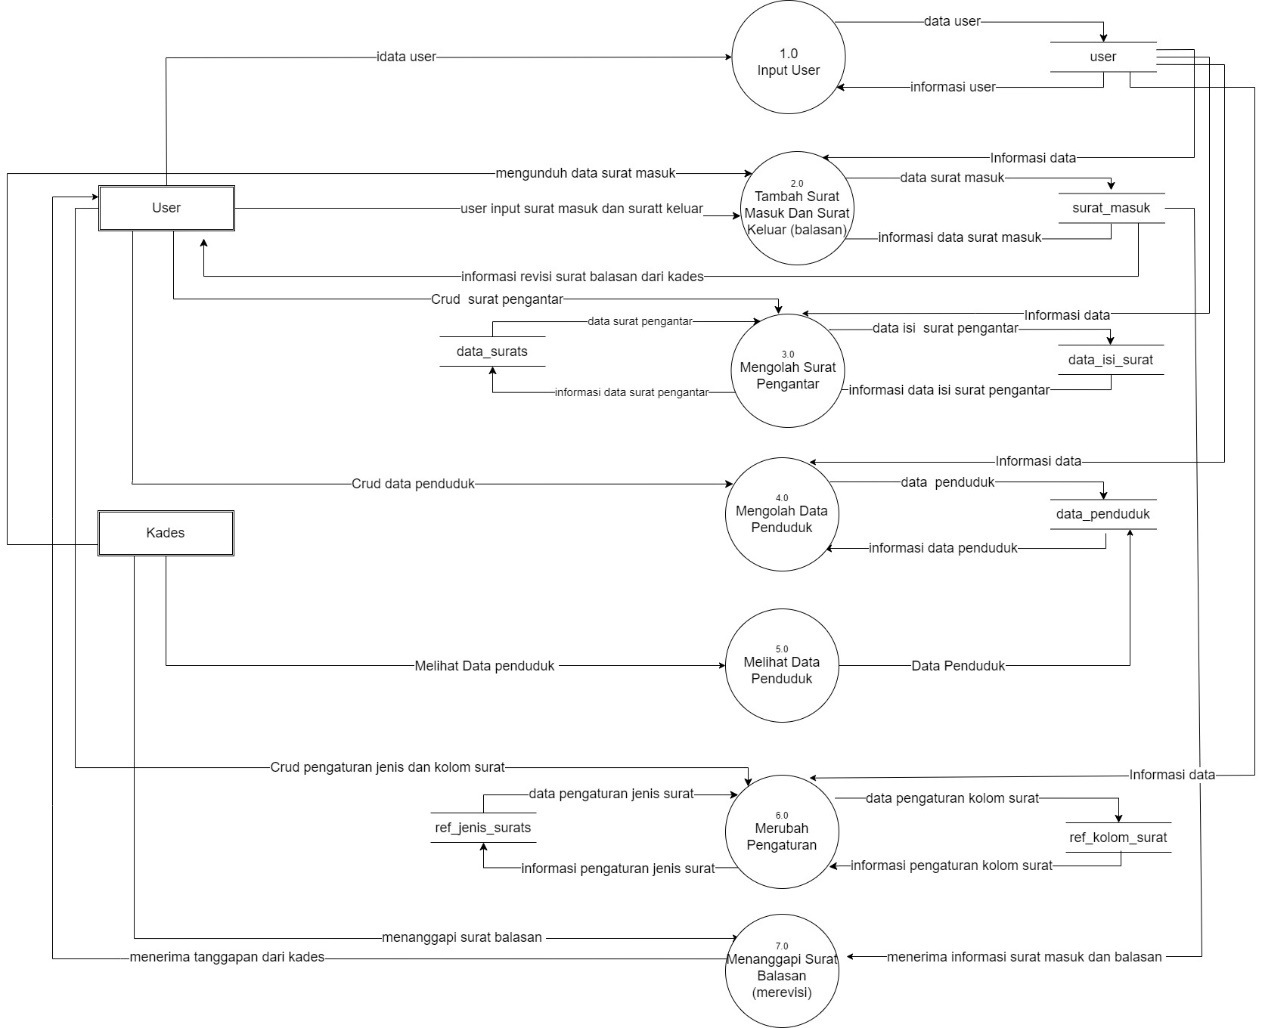 data user
1.0
Input User
idata user
user
informasi user
Informasi data
mengunduh data surat masuk
data surat masuk
2.0
Tambah Surat
Masuk Dan Surat
Keluar (balasan)
User
user input surat masuk dan suratt keluar
surat_masuk
informasi data surat masuk
informasi revisi surat balasan dari kades
Crud surat pengantar
Informasi data
data surat pengantar
data isi surat pengantar
data_surats
3.0
Mengolah Surat
Pengantar
data_isi_surat
informasi data surat pengantar
informasi data isi surat pengantar
Informasi data
Crud data penduduk
data penduduk
4.0
Mengolah Data
Penduduk
data_penduduk
Kades
informasi data penduduk
5.0
Melihat Data
Penduduk
Melihat Data penduduk
Data Penduduk
Crud pengaturan jenis dan kolom surat
Informasi data
data pengaturan jenis surat
data pengaturan kolom surat
ref_jenis_surats
6.0
Merubah
Pengaturan
ref_kolom_surat
informasi pengaturan jenis surat
informasi pengaturan kolom surat
menanggapi surat balasan
7.0
Menanggapi Surat
Balasan
(merevisi)
menerima tanggapan dari kades
menerima informasi surat masuk dan balasan